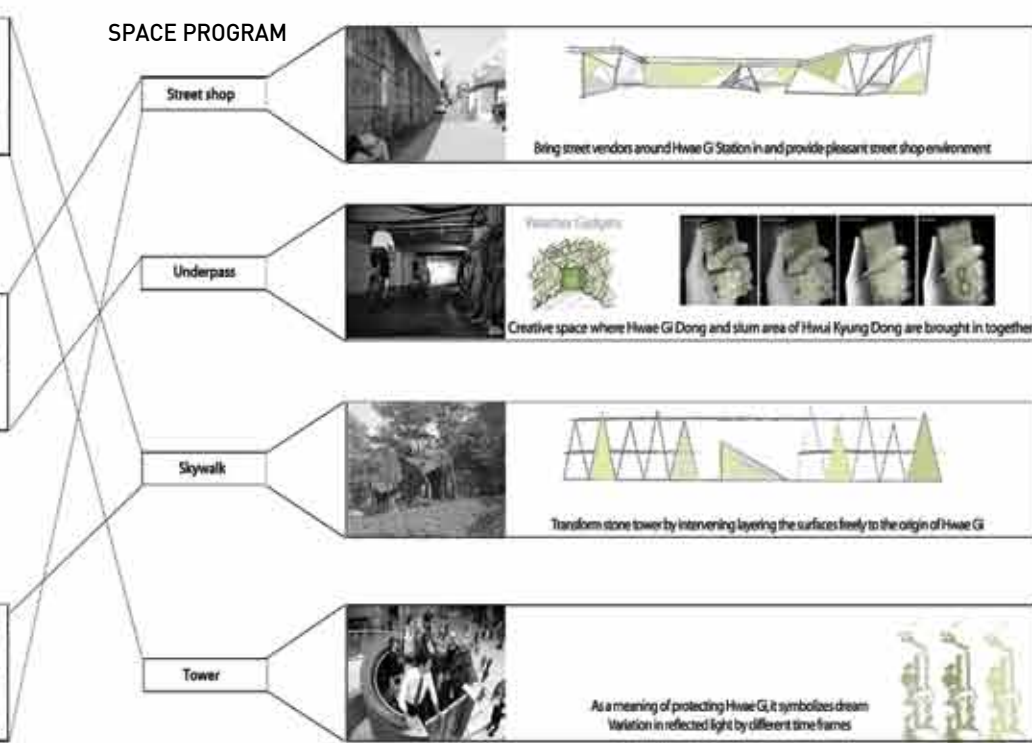 SPACE PROGRAM
Street shop
Bring street vendors around Hwae Gi Station in and provide pleasant street shop environment
Underpass
Creative space where Hwae Gi Dong and slum area of Hwui Kyung Dong are brought in together
Skywalk
Transform stone tower by intervening layering the surfaces freely to the origin of Hwae Gi
Tower
As a meaning of protecting Hwae Gi, it symbolizes dream
Variation in reflected light by different time frames